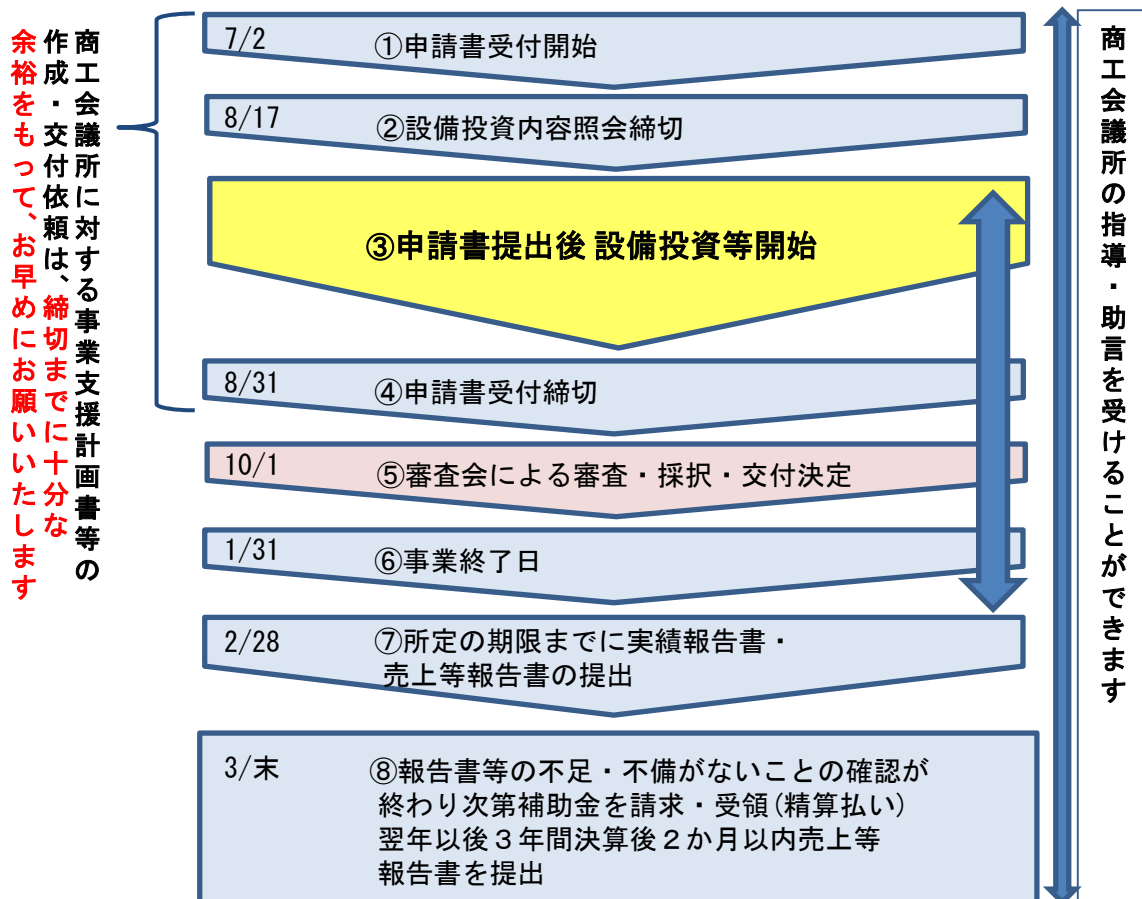 商工会議所に対する事業支援計画書等の
作成・交付依頼は、締切までに十分な
余裕をもって、お早めにお願いいたします
7/2 ①申請書受付開始
8/17 ②設備投資内容照会締切
③申請書提出後 設備投資等開始
8/31 ④申請書受付締切
10/1 ⑤審査会による審査・採択・交付決定
1/31 ⑥事業終了日
2/28 ⑦所定の期限までに実績報告書・
売上等報告書の提出
3/末 ⑧報告書等の不足・不備がないことの確認が
終わり次第補助金を請求・受領(精算払い)
翌年以後３年間決算後２か月以内売上等
報告書を提出
商工会議所の指導・助言を受けることができます